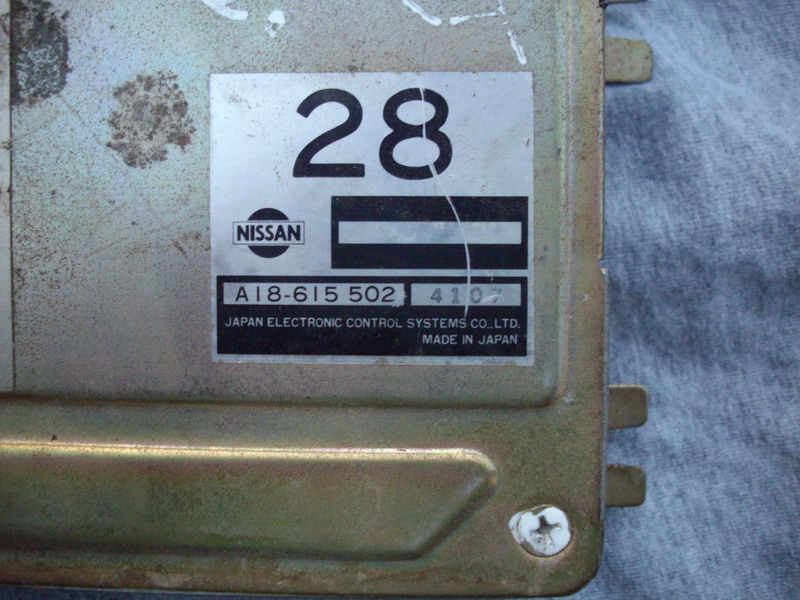 28
NISSAN
A18-615 502
JAPAN ELECTRONIC CONTROL SYSTEMS CO.,LTD.
MADE IN JAPAN